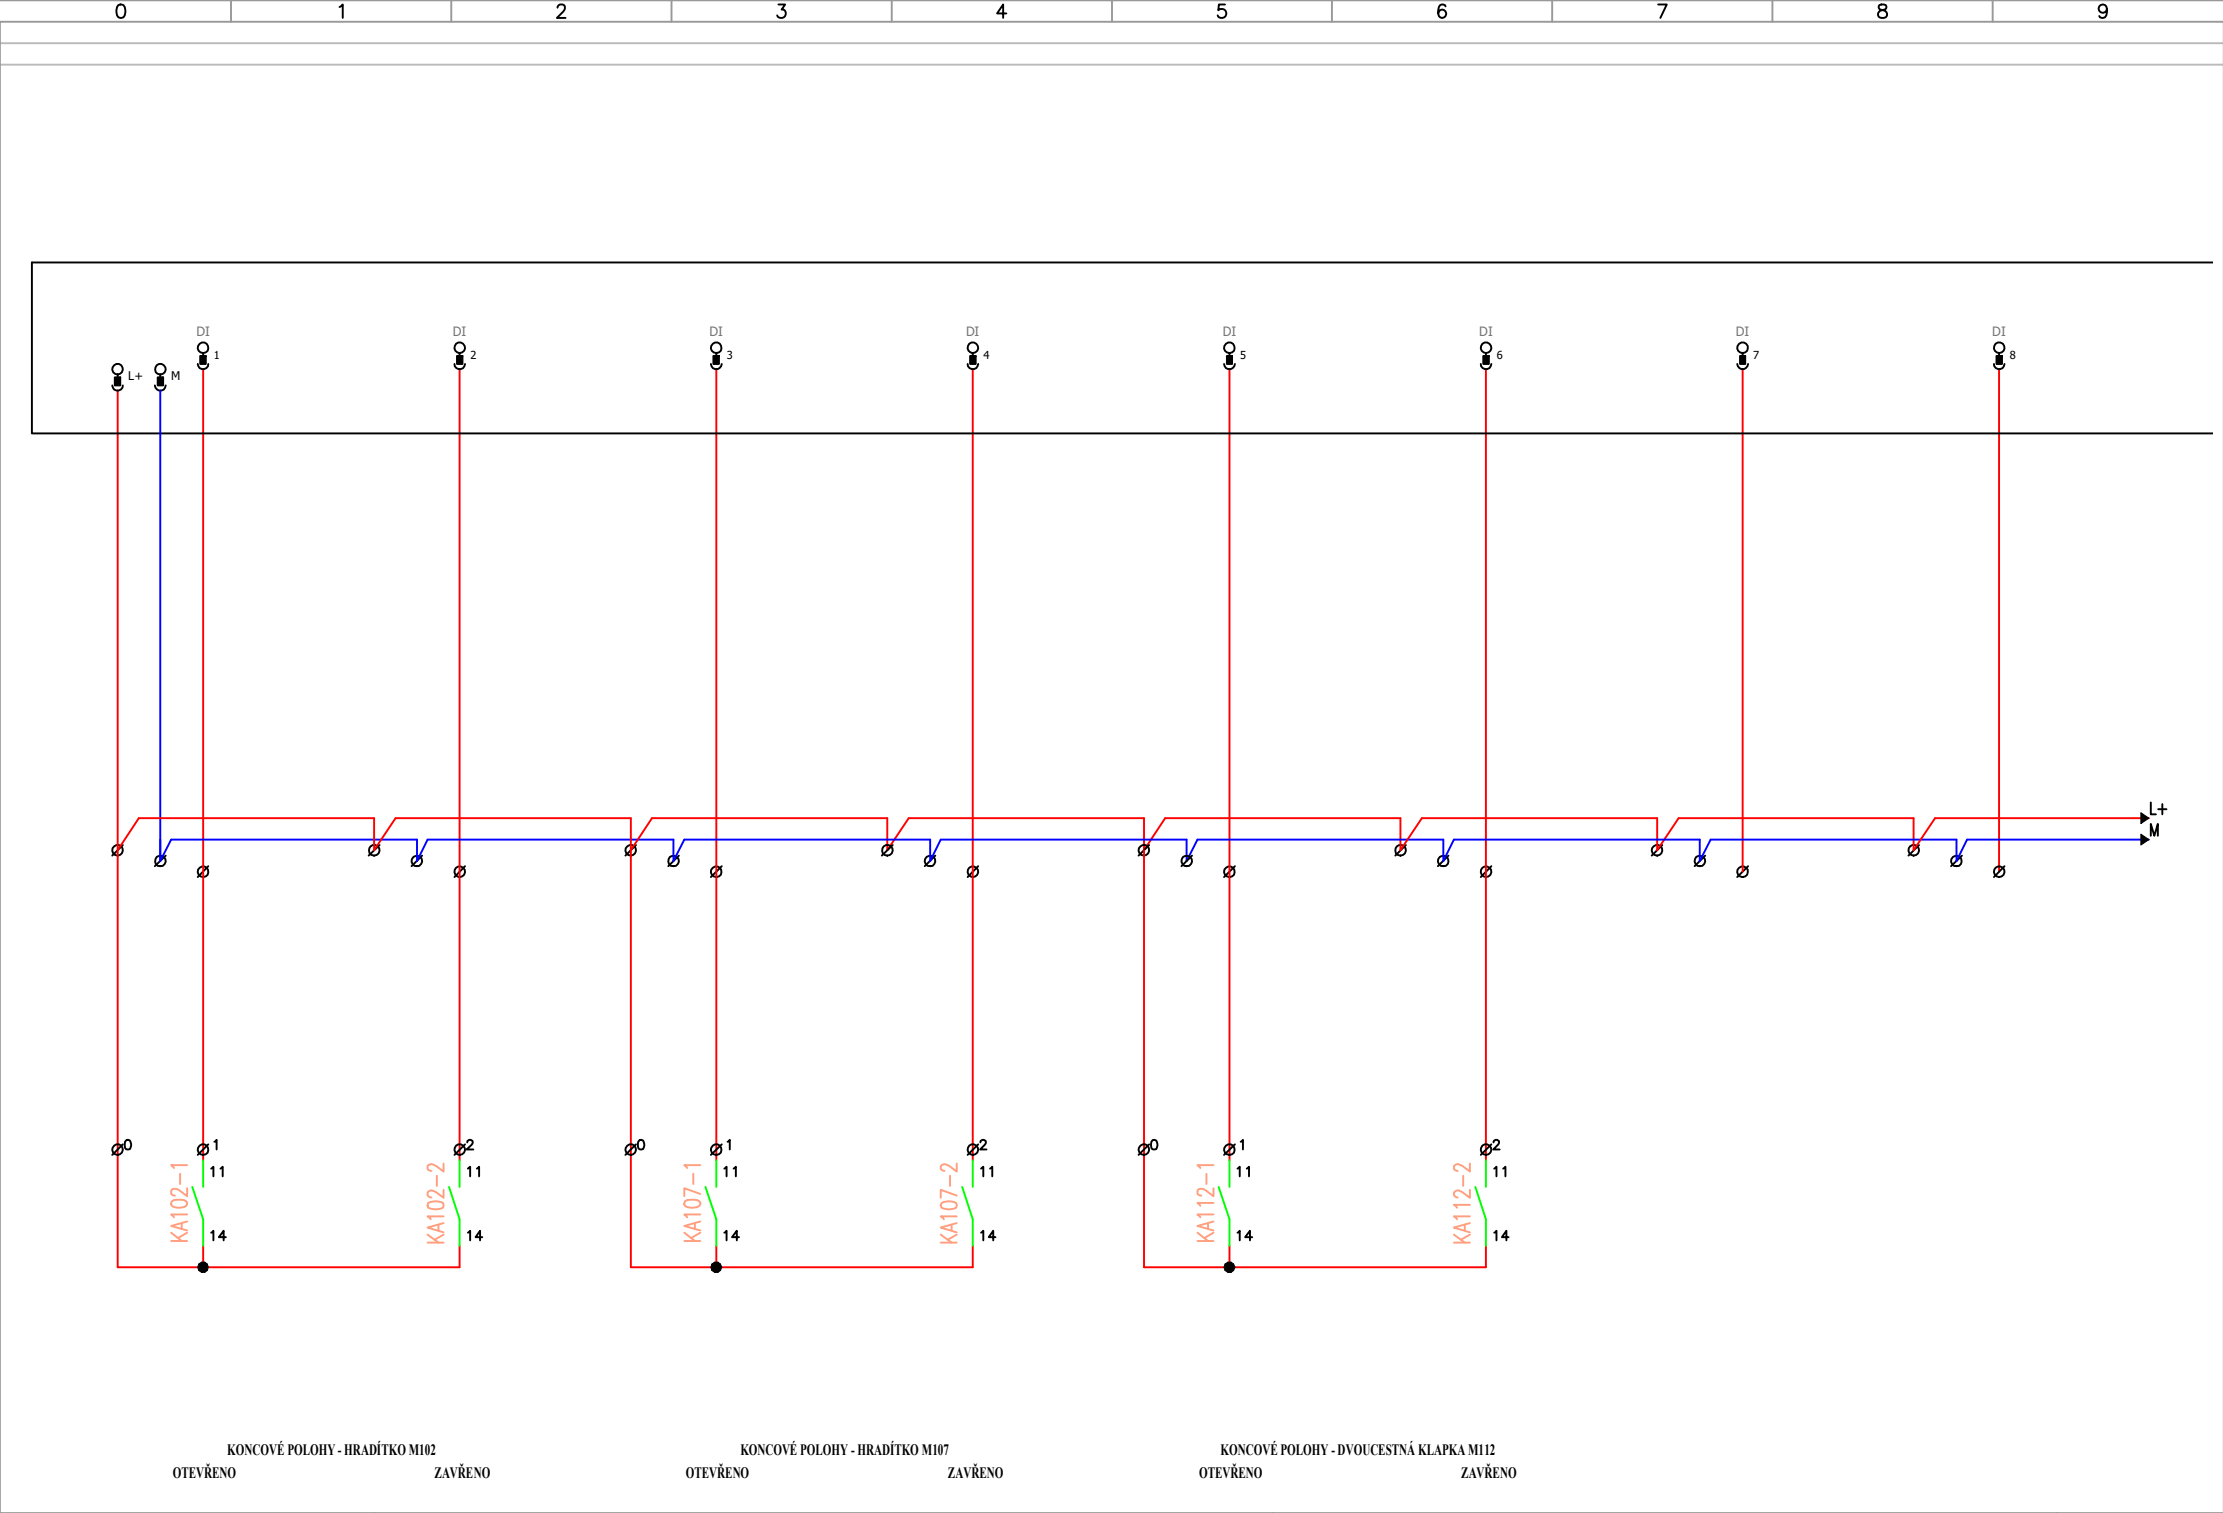 0 1 2 3 4 5 6 7 8 9
DI DI DI DI DI DI DI DI
1 2 3 4 5 6 7 8
L+ M
L+
M
0 1 2 0 1 2 0 1 2
11 11 11 11 11 11
KA102-1 KA102-2 KA107-1 KA107-2 KA112-1 KA112-2
14 14 14 14 14 14
KONCOVÉ POLOHY - HRADÍTKO M102 KONCOVÉ POLOHY - HRADÍTKO M107 KONCOVÉ POLOHY - DVOUCESTNÁ KLAPKA M112
OTEVŘENO ZAVŘENO OTEVŘENO ZAVŘENO OTEVŘENO ZAVŘENO